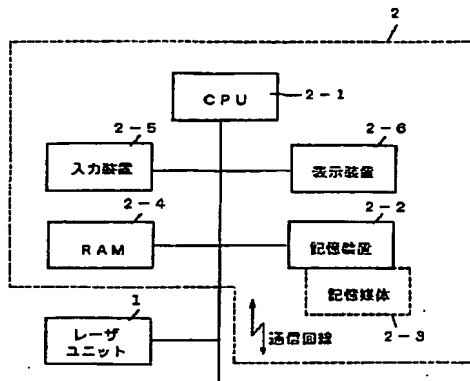 2
CPU
2-1
2-5
入力装置
2-6
表示装置
2-4
RAM
2-2
記憶装置
記憶媒体
2-3
1
レーザ
ユニット
通信回線